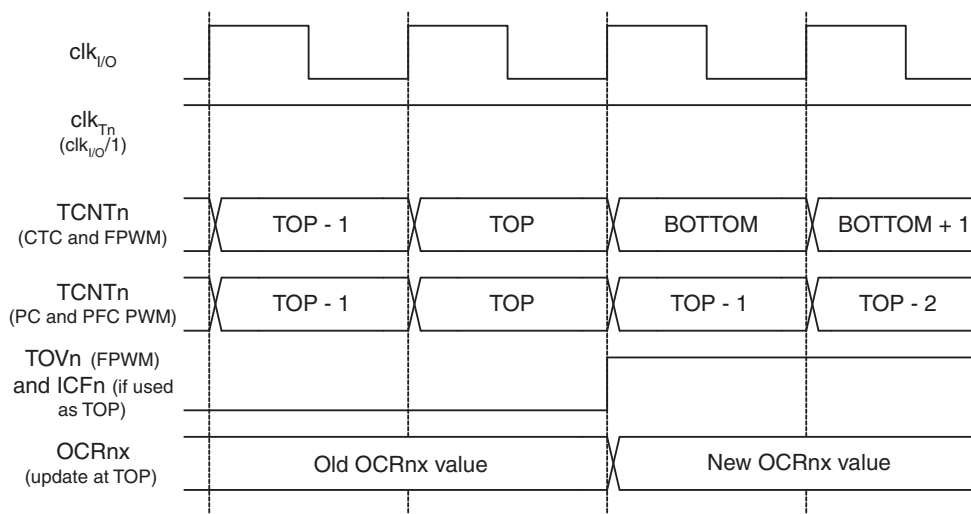 clkI/O
clkTn
(clkI/O/1)
TCNTn
(CTC and FPWM)
TOP - 1
TOP
BOTTOM
BOTTOM + 1
TCNTn
(PC and PFC PWM)
TOP - 1
TOP
TOP - 1
TOP - 2
TOVn (FPWM)
and ICFn (if used
as TOP)
OCRnx
(update at TOP)
Old OCRnx value
New OCRnx value